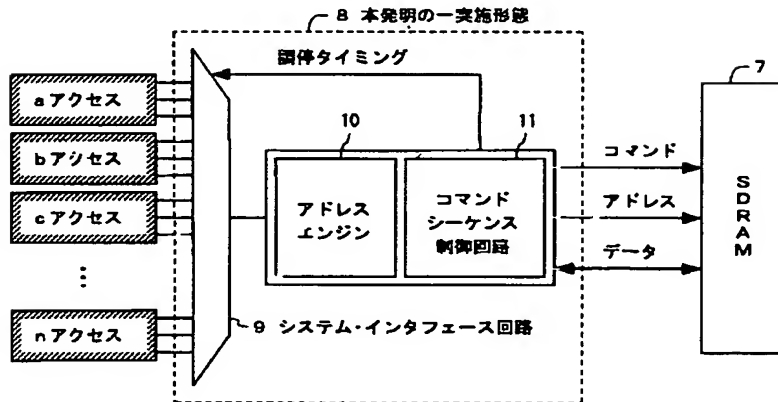 8 本発明の一実施形態
調停タイミング
7
aアクセス
bアクセス
cアクセス
⋮
nアクセス
10
11
アドレス
エンジン
コマンド
シーケンス
制御回路
コマンド
アドレス
データ
SDRAM
9 システム・インタフェース回路